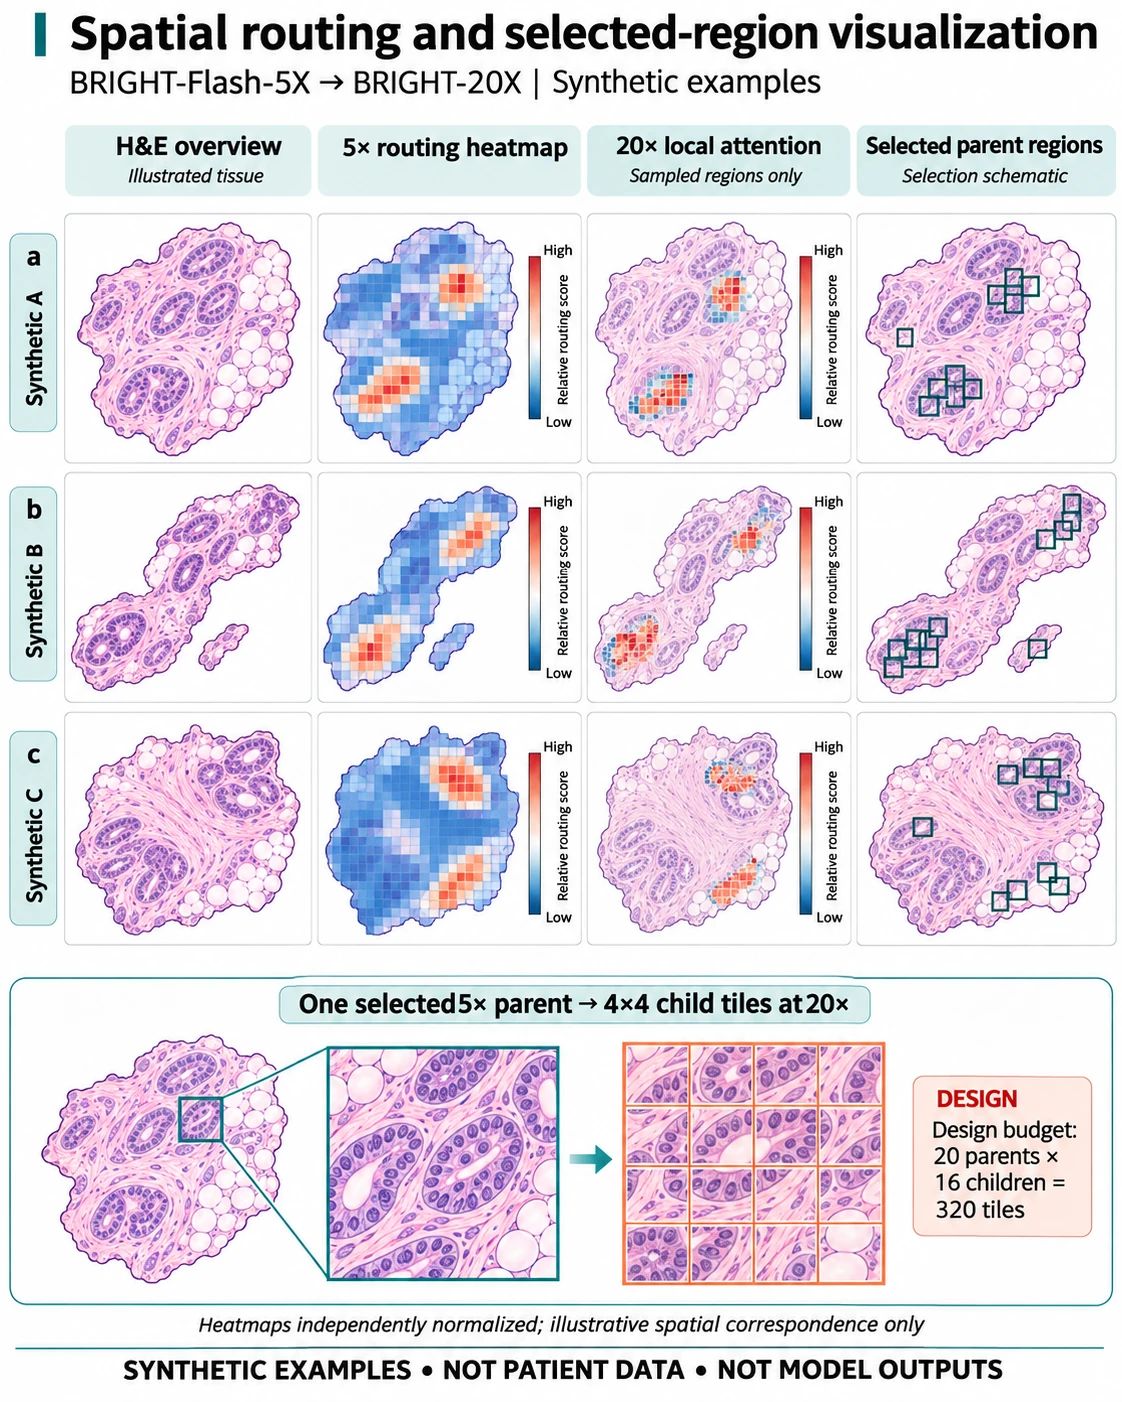 Spatial routing and selected-region visualization
BRIGHT-Flash-5X → BRIGHT-20X | Synthetic examples
H&E overview
Illustrated tissue
5× routing heatmap
20× local attention
Sampled regions only
Selected parent regions
Selection schematic
a
Synthetic A
High
Relative routing score
Low
High
Relative routing score
Low
b
Synthetic B
High
Relative routing score
Low
High
Relative routing score
Low
c
Synthetic C
High
Relative routing score
Low
High
Relative routing score
Low
One selected 5× parent → 4×4 child tiles at 20×
DESIGN
Design budget:
20 parents ×
16 children =
320 tiles
Heatmaps independently normalized; illustrative spatial correspondence only
SYNTHETIC EXAMPLES • NOT PATIENT DATA • NOT MODEL OUTPUTS